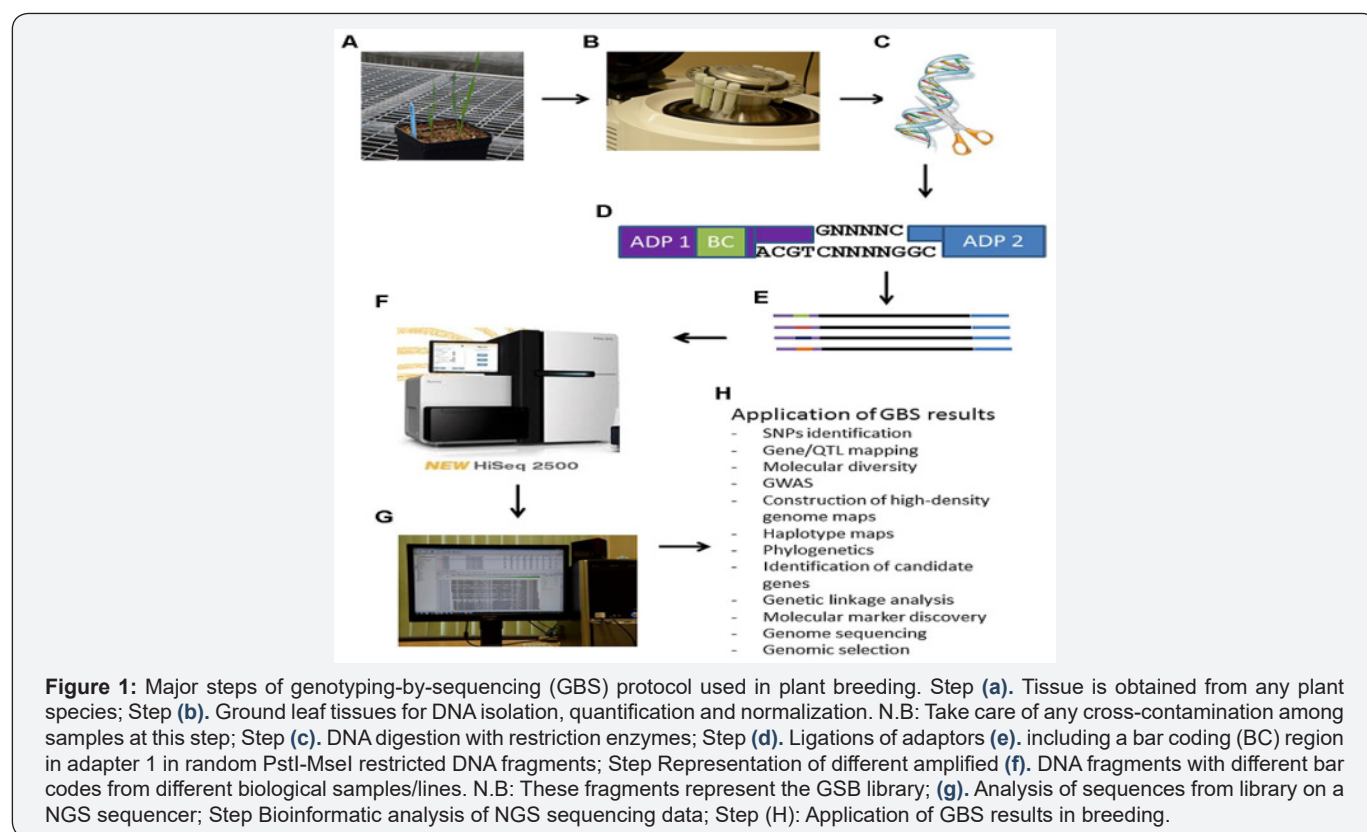 A
B
C
D
ADP 1
BC
GNNNNC
ACGTCNNNNGGC
ADP 2
E
F
NEW HiSeq 2500
G
H
Application of GBS results
- SNPs identification
- Gene/QTL mapping
- Molecular diversity
- GWAS
- Construction of high-density
genome maps
- Haplotype maps
- Phylogenetics
- Identification of candidate
genes
- Genetic linkage analysis
- Molecular marker discovery
- Genome sequencing
- Genomic selection
Figure 1: Major steps of genotyping-by-sequencing (GBS) protocol used in plant breeding. Step (a). Tissue is obtained from any plant
species; Step (b). Ground leaf tissues for DNA isolation, quantification and normalization. N.B: Take care of any cross-contamination among
samples at this step; Step (c). DNA digestion with restriction enzymes; Step (d). Ligations of adaptors (e). including a bar coding (BC) region
in adapter 1 in random PstI-MseI restricted DNA fragments; Step Representation of different amplified (f). DNA fragments with different bar
codes from different biological samples/lines. N.B: These fragments represent the GSB library; (g). Analysis of sequences from library on a
NGS sequencer; Step Bioinformatic analysis of NGS sequencing data; Step (H): Application of GBS results in breeding.